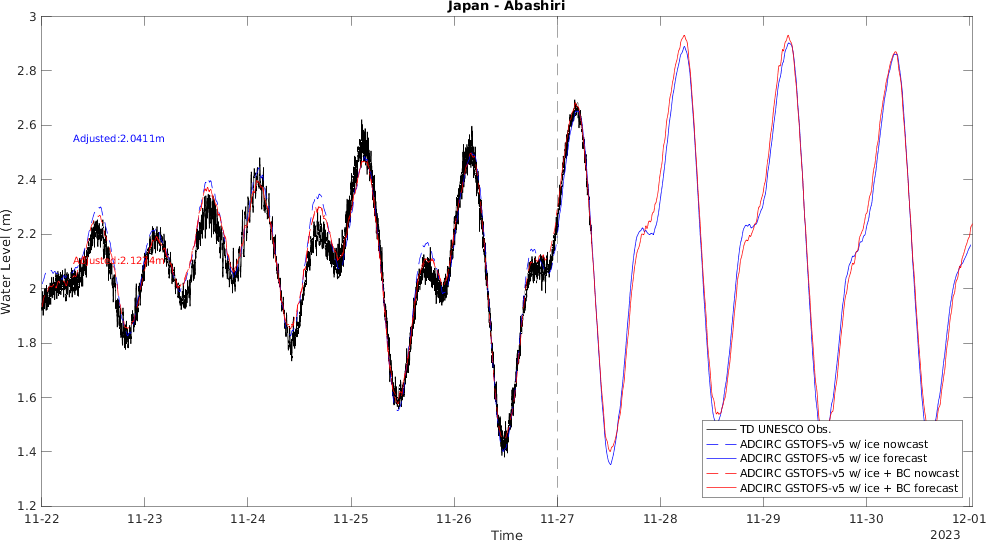 Japan - Abashiri
3
2.8
2.6
2.4
2.2
2
1.8
1.6
1.4
1.2
Water Level (m)
Adjusted:2.0411m
TD UNESCO Obs.
ADCIRC GSTOFS-v5 w/ ice nowcast
ADCIRC GSTOFS-v5 w/ ice forecast
ADCIRC GSTOFS-v5 w/ ice + BC nowcast
ADCIRC GSTOFS-v5 w/ ice + BC forecast
11-22
11-23
11-24
11-25
11-26
11-27
11-28
11-29
11-30
12-01
Time
2023